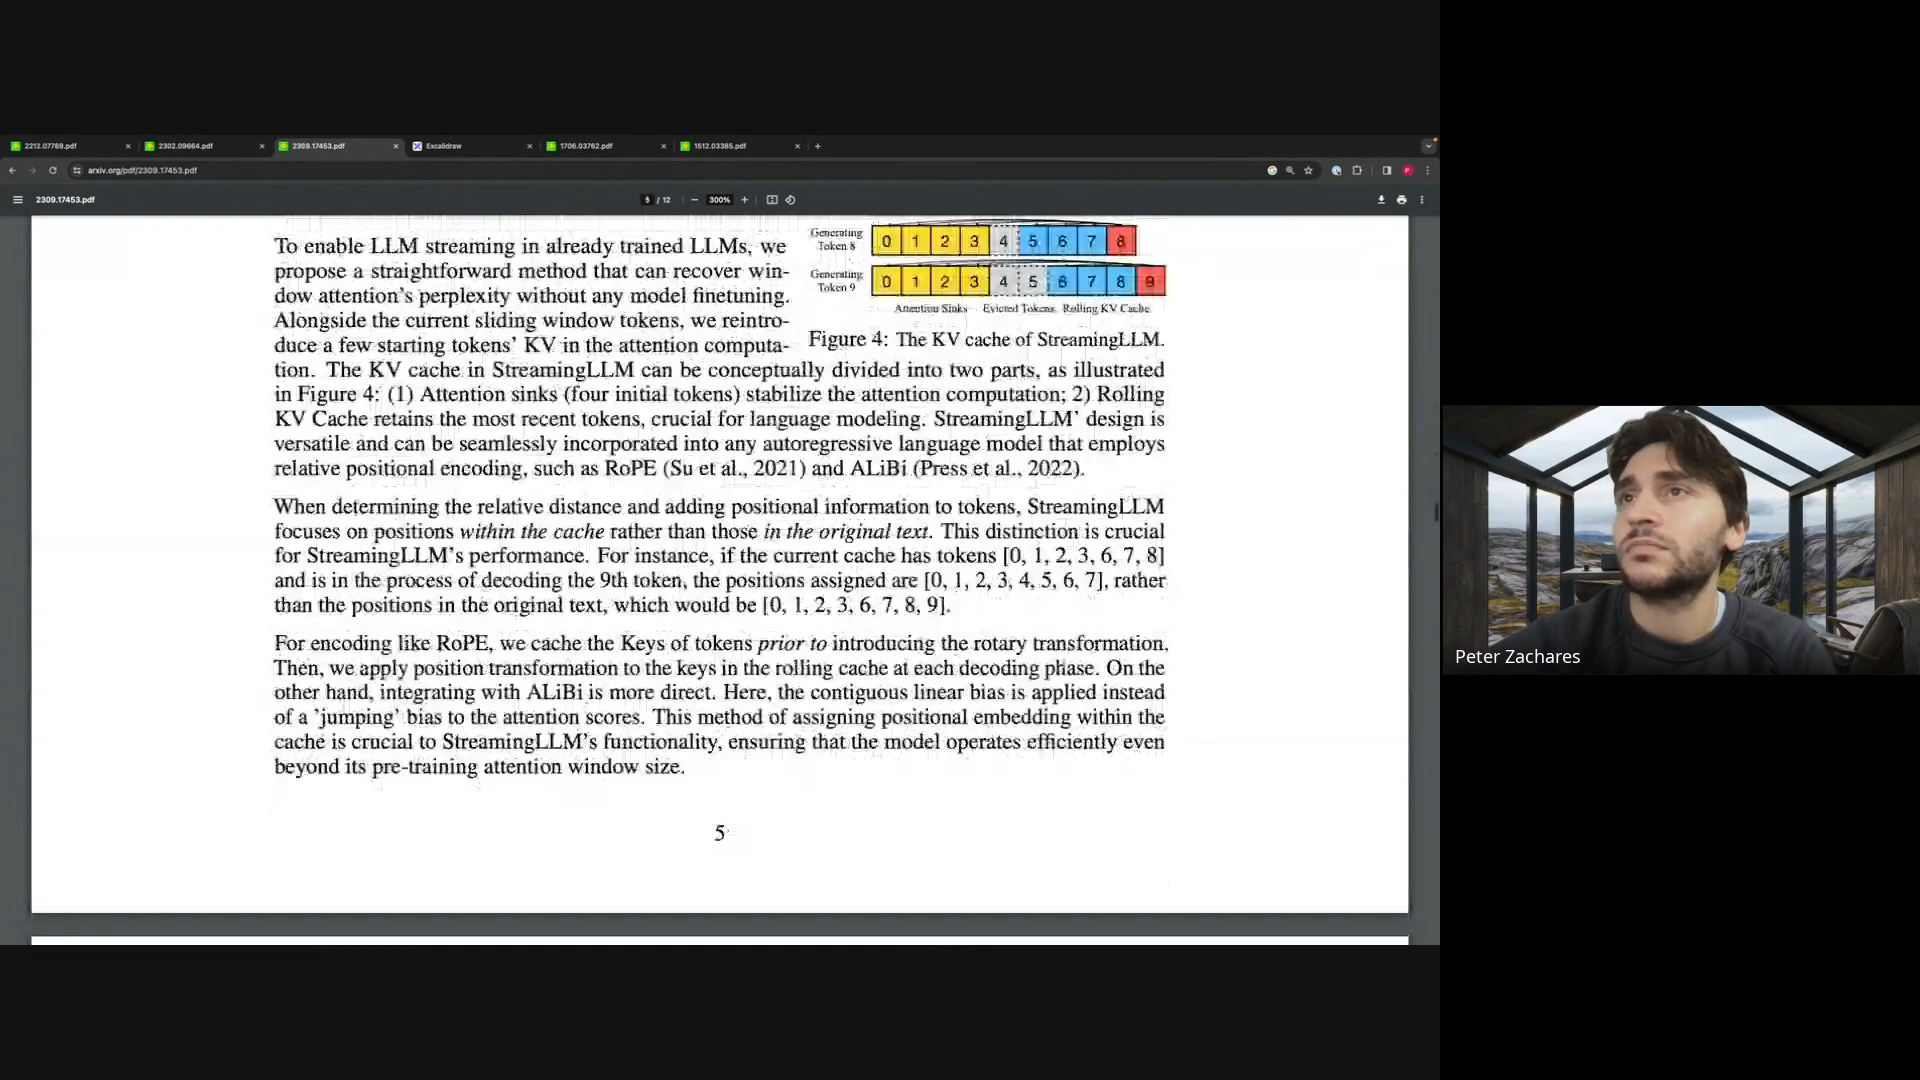 2212.07769.pdf
2302.09664.pdf
2309.17453.pdf
Excalidraw
1706.03762.pdf
1512.03385.pdf
arxiv.org/pdf/2309.17453.pdf
2309.17453.pdf
5 / 12
300%
To enable LLM streaming in already trained LLMs, we
propose a straightforward method that can recover win-
dow attention's perplexity without any model finetuning.
Alongside the current sliding window tokens, we reintro-
duce a few starting tokens' KV in the attention computa-
Generating
Token 8
0 1 2 3 4 5 6 7 8
Generating
Token 9
0 1 2 3 4 5 6 7 8 9
Attention Sinks Evicted Tokens Rolling KV Cache
Figure 4: The KV cache of StreamingLLM.
tion. The KV cache in StreamingLLM can be conceptually divided into two parts, as illustrated
in Figure 4: (1) Attention sinks (four initial tokens) stabilize the attention computation; 2) Rolling
KV Cache retains the most recent tokens, crucial for language modeling. StreamingLLM' design is
versatile and can be seamlessly incorporated into any autoregressive language model that employs
relative positional encoding, such as RoPE (Su et al., 2021) and ALiBi (Press et al., 2022).
When determining the relative distance and adding positional information to tokens, StreamingLLM
focuses on positions within the cache rather than those in the original text. This distinction is crucial
for StreamingLLM's performance. For instance, if the current cache has tokens [0, 1, 2, 3, 6, 7, 8]
and is in the process of decoding the 9th token, the positions assigned are [0, 1, 2, 3, 4, 5, 6, 7], rather
than the positions in the original text, which would be [0, 1, 2, 3, 6, 7, 8, 9].
For encoding like RoPE, we cache the Keys of tokens prior to introducing the rotary transformation.
Then, we apply position transformation to the keys in the rolling cache at each decoding phase. On the
other hand, integrating with ALiBi is more direct. Here, the contiguous linear bias is applied instead
of a 'jumping' bias to the attention scores. This method of assigning positional embedding within the
cache is crucial to StreamingLLM's functionality, ensuring that the model operates efficiently even
beyond its pre-training attention window size.
5
Peter Zachares